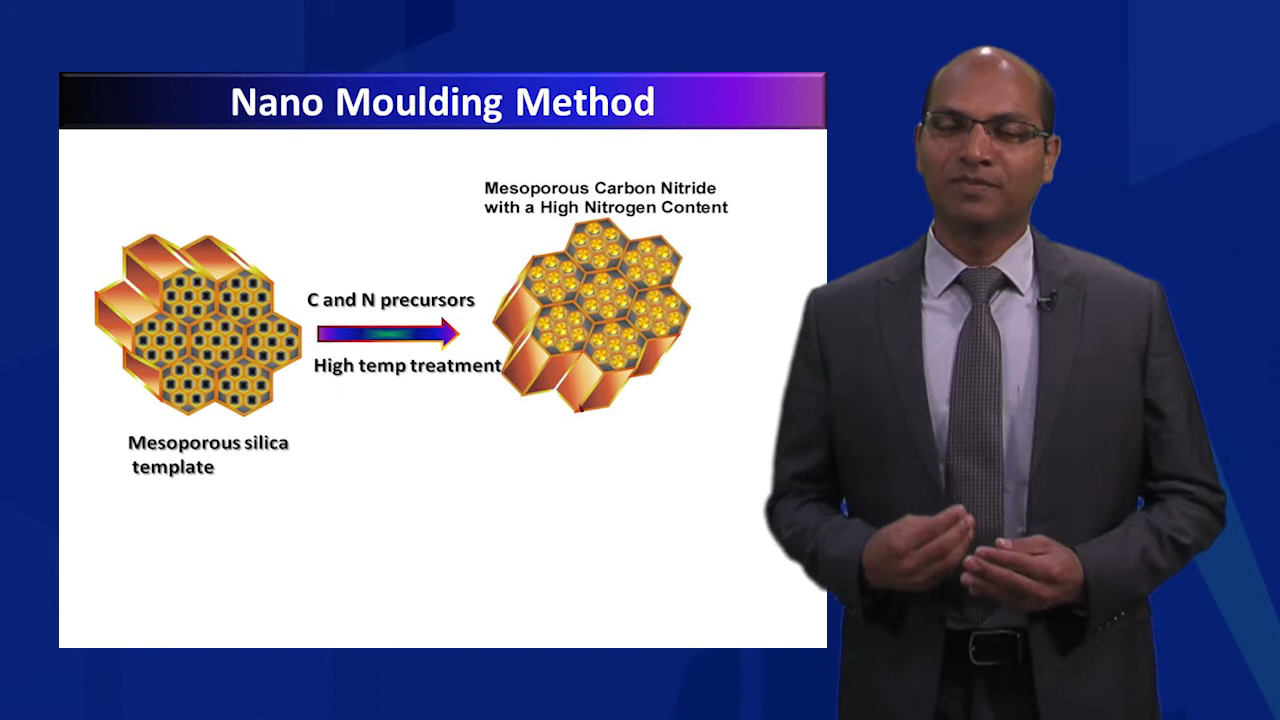 Nano Moulding Method
Mesoporous Carbon Nitride
with a High Nitrogen Content
C and N precursors
High temp treatment
Mesoporous silica
template